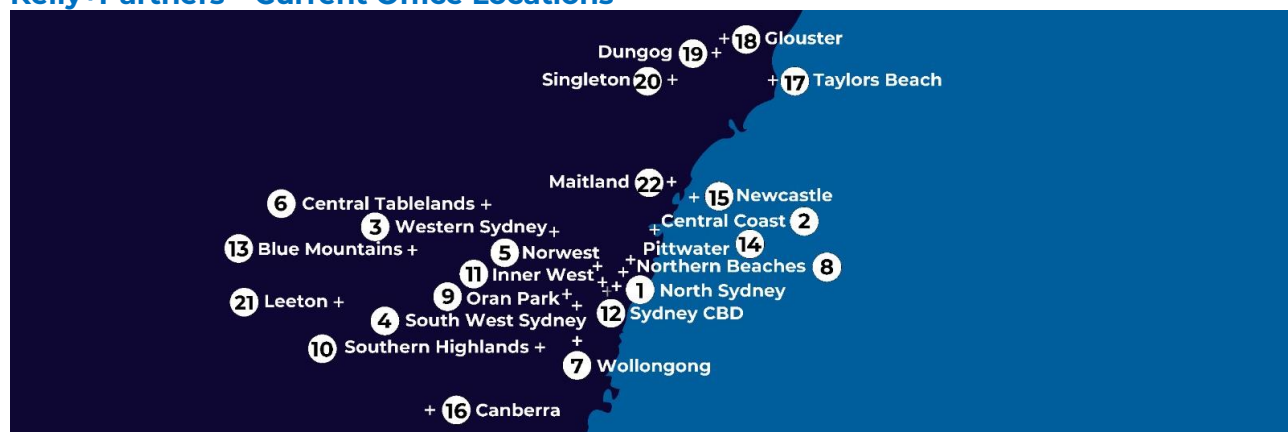 Kelly+Partners - Current Office Locations
+ 18 Glouster
Dungog 19 +
Singleton 20 +
+ 17 Taylors Beach
Maitland 22 +
+ 15 Newcastle
6 Central Tablelands +
Central Coast 2
+
3 Western Sydney +
Pittwater 14
+
13 Blue Mountains +
5 Norwest
+
Northern Beaches 8
+
11 Inner West +
1 North Sydney
+
9 Oran Park +
21 Leeton +
12 Sydney CBD
+
4 South West Sydney
+
10 Southern Highlands +
+
7 Wollongong
+ 16 Canberra